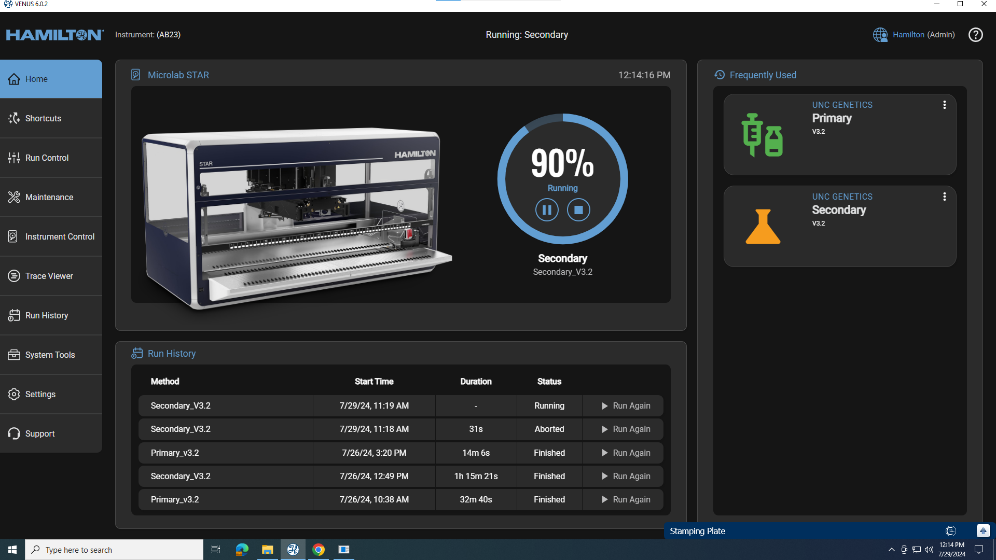 VENUS 6.0.2
HAMILTON
Instrument: (AB23)
Running: Secondary
Hamilton (Admin)
?
Home
Shortcuts
Run Control
Maintenance
Instrument Control
Trace Viewer
Run History
System Tools
Settings
Support
Microlab STAR
12:14:16 PM
STAR
HAMILTON
90%
Running
Secondary
Secondary_V3.2
Run History
Method Start Time Duration Status
Secondary_V3.2 7/29/24, 11:19 AM - Running Run Again
Secondary_V3.2 7/29/24, 11:18 AM 31s Aborted Run Again
Primary_v3.2 7/26/24, 3:20 PM 14m 6s Finished Run Again
Secondary_V3.2 7/26/24, 12:49 PM 1h 15m 21s Finished Run Again
Primary_v3.2 7/26/24, 10:38 AM 32m 40s Finished Run Again
Frequently Used
UNC GENETICS
Primary
V3.2
UNC GENETICS
Secondary
V3.2
Stamping Plate
Type here to search
12:14 PM
7/29/2024